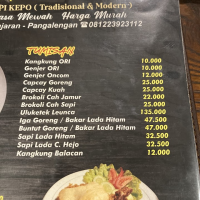 PI KEPO ( Tradisional & Modern )
asa Mewah Harga Murah
ejaran - Pangalengan 081223923112
TUMISAN
Kangkung ORI 10.000
Genjer ORI 10.000
Genjer Oncom 12.000
Capcay Goreng 25.000
Capcay Kuah 25.000
Brokoli Cah Jamur 22.000
Brokoli Cah Sapi 25.000
Uluketek Leunca 15.000
Iga Goreng / Bakar Lada Hitam 47.500
Buntut Goreng / Bakar Lada Hitam 47.500
Sapi Lada Hitam 32.500
Sapi Lada C. Hejo 32.500
Kangkung Balacan 12.000